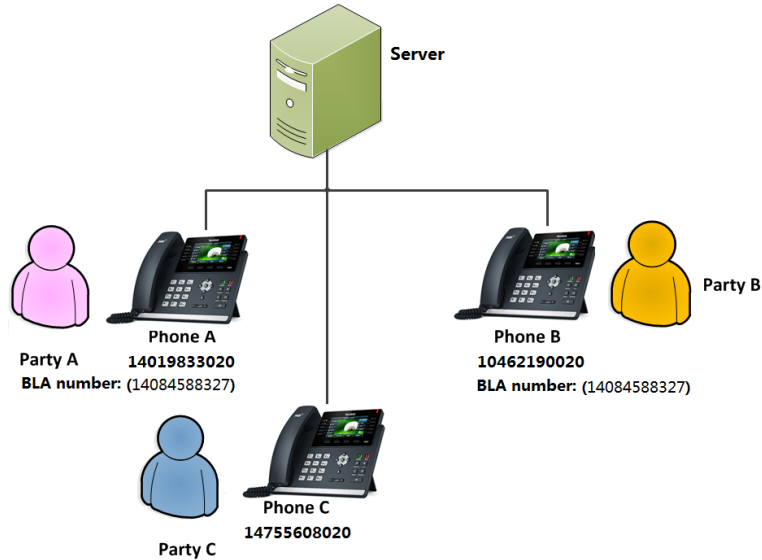 Server
Party B
Phone A
Phone B
Party A
14019833020
10462190020
BLA number: (14084588327)
BLA number: (14084588327)
Phone C
14755608020
Party C